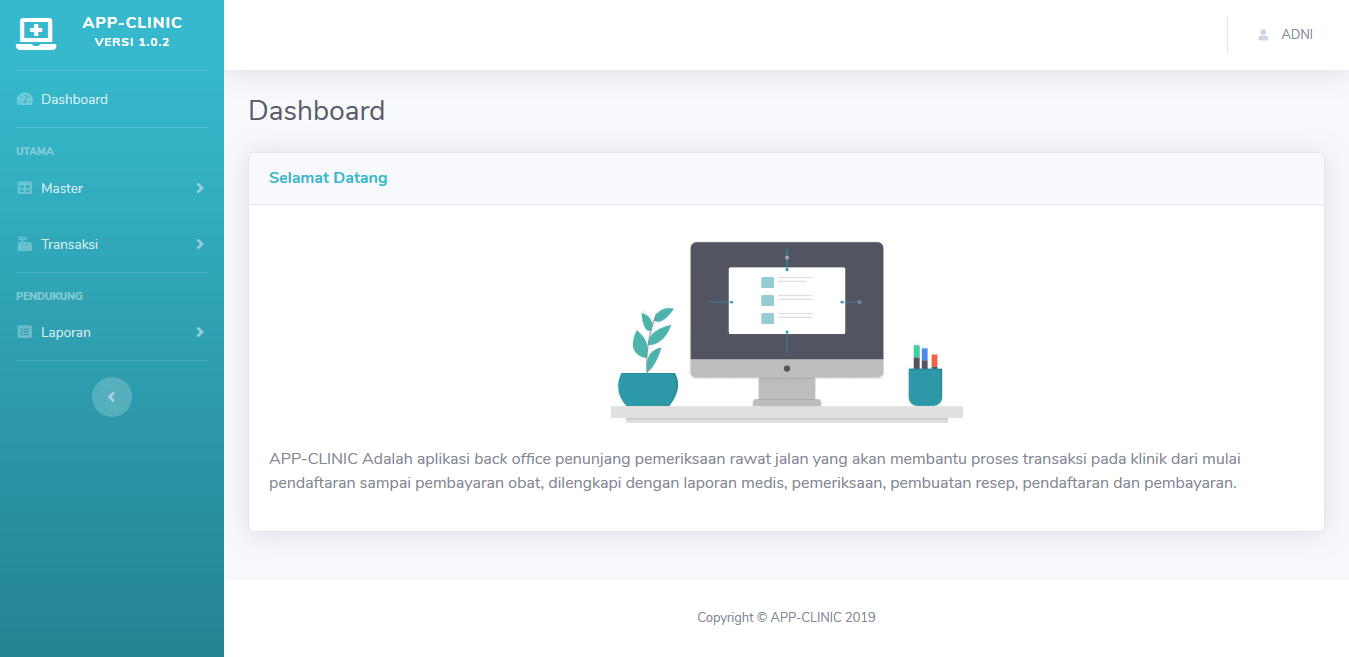 APP-CLINIC
VERSI 1.0.2
Dashboard
UTAMA
Master
Transaksi
PENDUKUNG
Laporan
ADNI
Dashboard
Selamat Datang
APP-CLINIC Adalah aplikasi back office penunjang pemeriksaan rawat jalan yang akan membantu proses transaksi pada klinik dari mulai
pendaftaran sampai pembayaran obat, dilengkapi dengan laporan medis, pemeriksaan, pembuatan resep, pendaftaran dan pembayaran.
Copyright © APP-CLINIC 2019